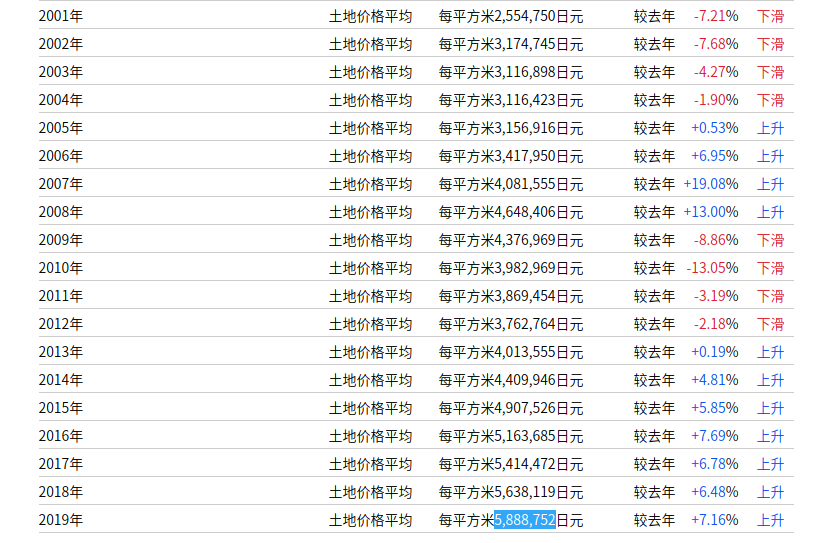 2001年 土地价格平均 每平方米2,554,750日元 较去年 -7.21% 下滑
2002年 土地价格平均 每平方米3,174,745日元 较去年 -7.68% 下滑
2003年 土地价格平均 每平方米3,116,898日元 较去年 -4.27% 下滑
2004年 土地价格平均 每平方米3,116,423日元 较去年 -1.90% 下滑
2005年 土地价格平均 每平方米3,156,916日元 较去年 +0.53% 上升
2006年 土地价格平均 每平方米3,417,950日元 较去年 +6.95% 上升
2007年 土地价格平均 每平方米4,081,555日元 较去年 +19.08% 上升
2008年 土地价格平均 每平方米4,648,406日元 较去年 +13.00% 上升
2009年 土地价格平均 每平方米4,376,969日元 较去年 -8.86% 下滑
2010年 土地价格平均 每平方米3,982,969日元 较去年 -13.05% 下滑
2011年 土地价格平均 每平方米3,869,454日元 较去年 -3.19% 下滑
2012年 土地价格平均 每平方米3,762,764日元 较去年 -2.18% 下滑
2013年 土地价格平均 每平方米4,013,555日元 较去年 +0.19% 上升
2014年 土地价格平均 每平方米4,409,946日元 较去年 +4.81% 上升
2015年 土地价格平均 每平方米4,907,526日元 较去年 +5.85% 上升
2016年 土地价格平均 每平方米5,163,685日元 较去年 +7.69% 上升
2017年 土地价格平均 每平方米5,414,472日元 较去年 +6.78% 上升
2018年 土地价格平均 每平方米5,638,119日元 较去年 +6.48% 上升
2019年 土地价格平均 每平方米5,888,752日元 较去年 +7.16% 上升